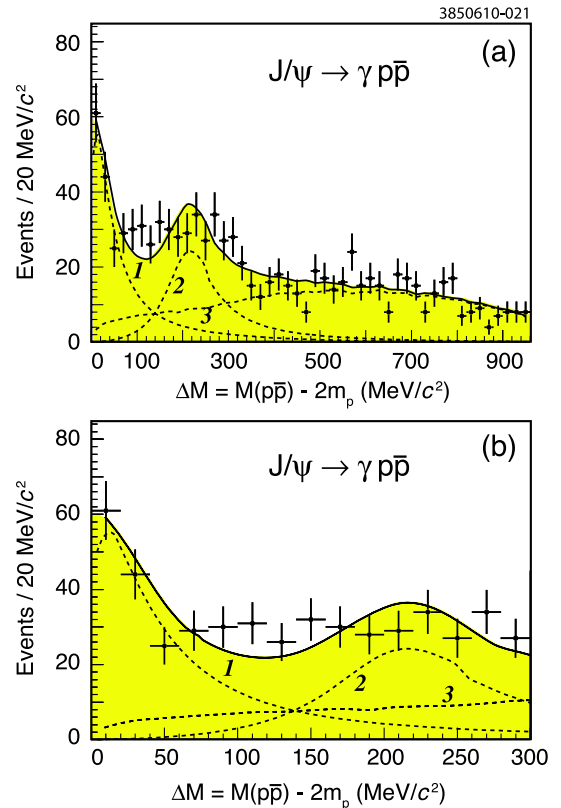 3850610-021
80
60
40
20
0
Events / 20 MeV/c²
(a)
J/ψ → γ pp̄
1
2
3
0 100 300 500 700 900
ΔM = M(pp̄) - 2mₚ (MeV/c²)
80
60
40
20
0
Events / 20 MeV/c²
(b)
J/ψ → γ pp̄
1
2
3
0 50 100 150 200 250 300
ΔM = M(pp̄) - 2mₚ (MeV/c²)